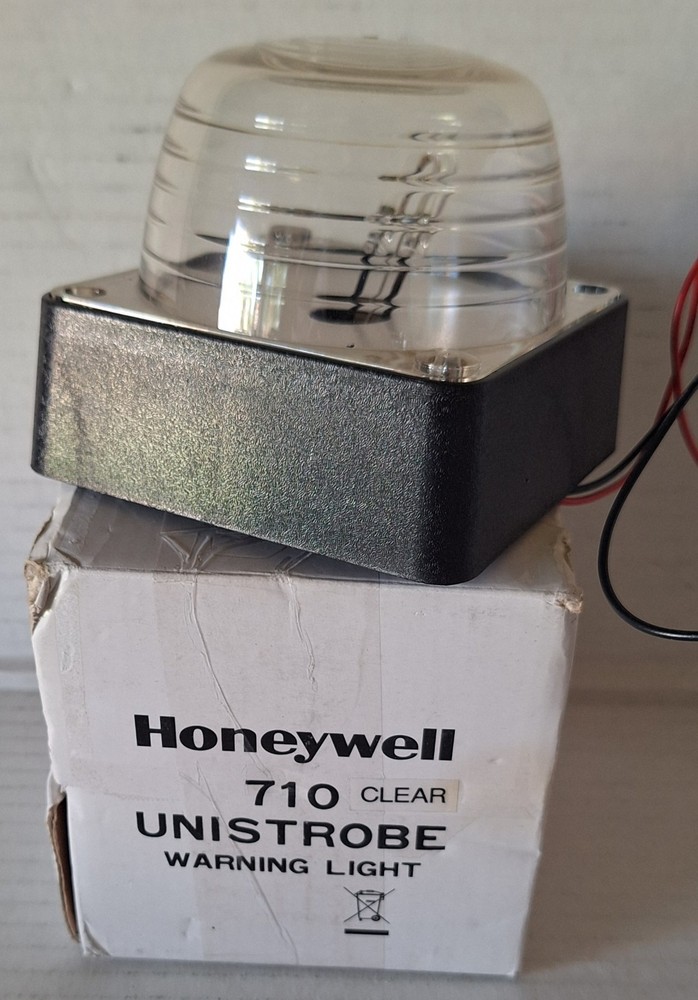 Honeywell
710 CLEAR
UNISTROBE
WARNING LIGHT